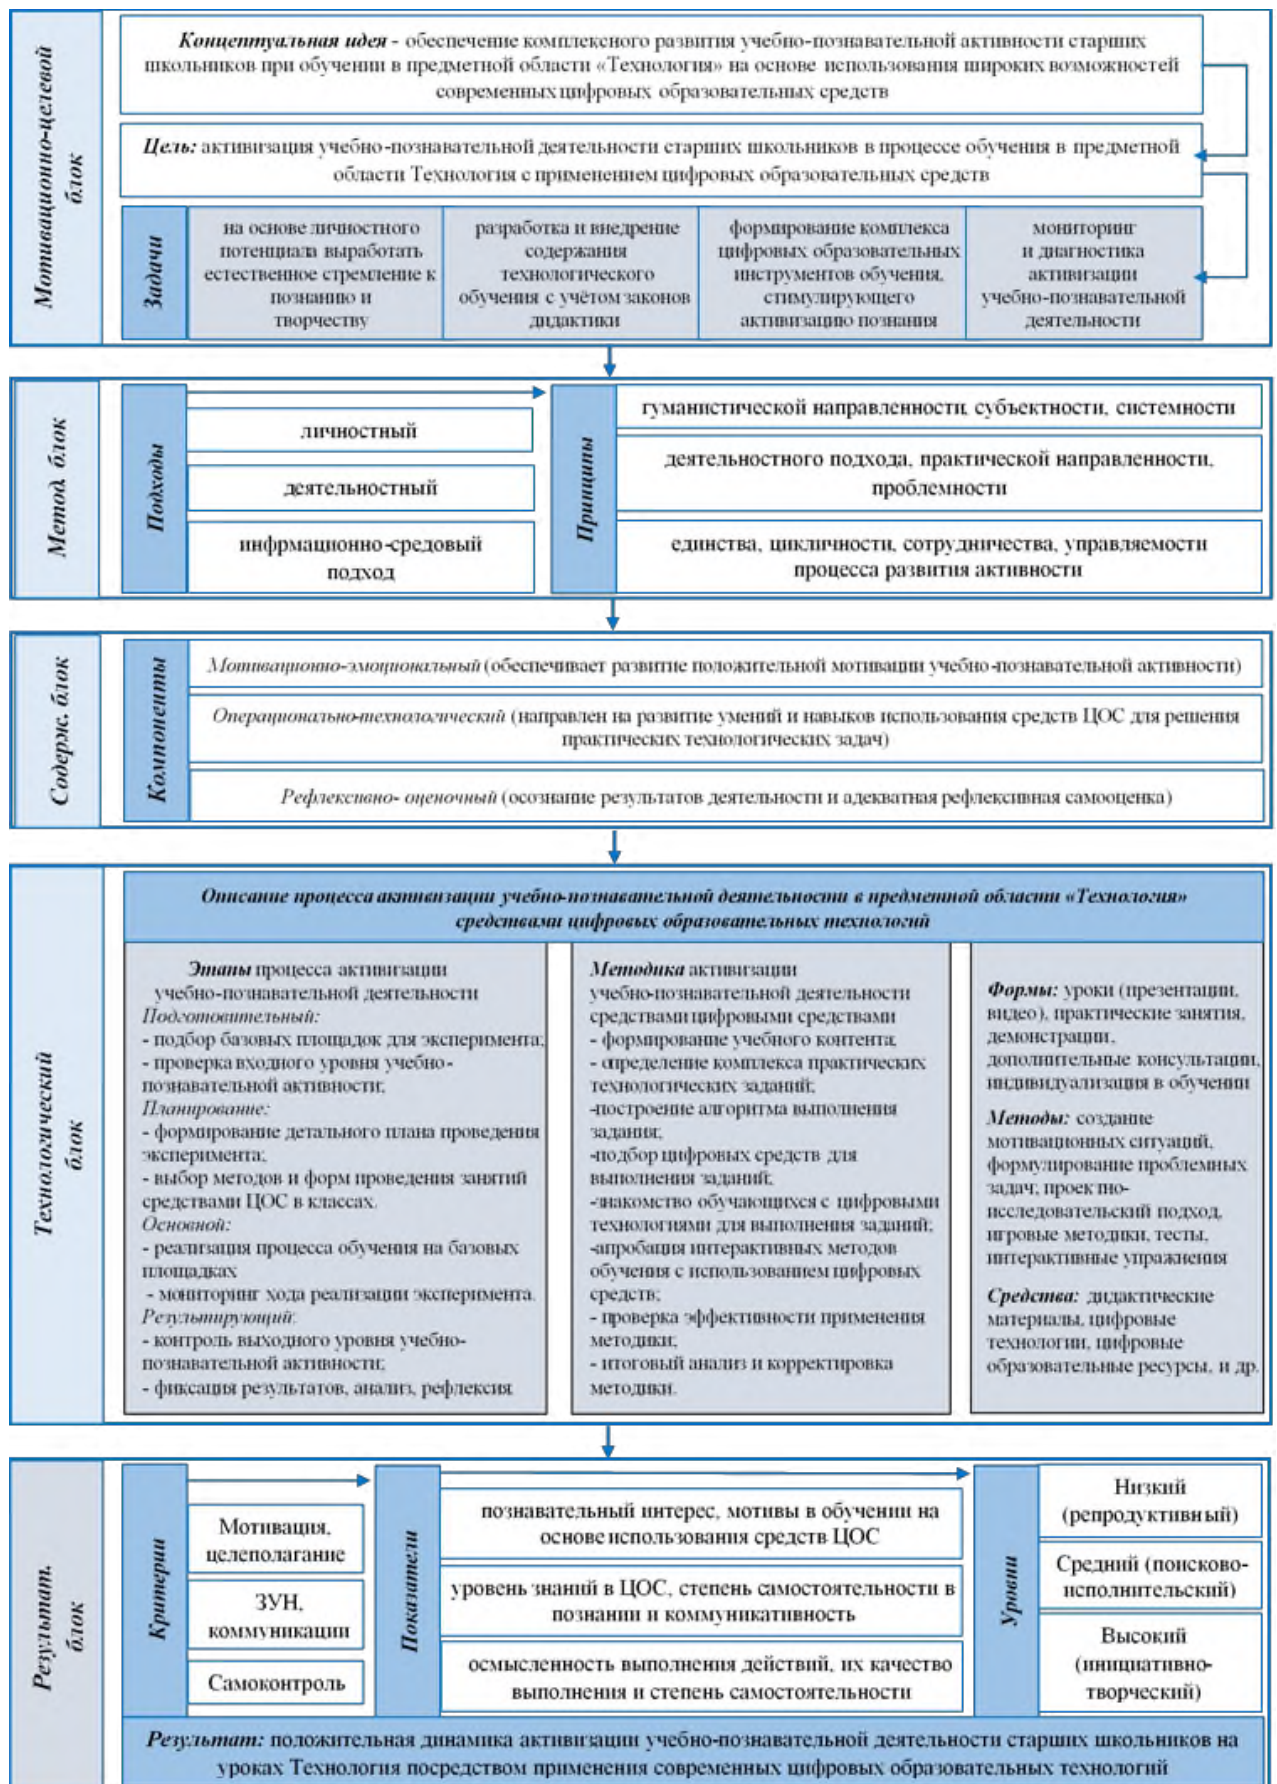 Мотивационно-целевой
блок
Концептуальная идея - обеспечение комплексного развития учебно-познавательной активности старших
школьников при обучении в предметной области «Технология» на основе использования широких возможностей
современных цифровых образовательных средств
Цель: активизация учебно-познавательной деятельности старших школьников в процессе обучения в предметной
области Технология с применением цифровых образовательных средств
Задачи
на основе личностного
потенциала выработать
естественное стремление к
познанию и
творчеству
разработка и внедрение
содержания
технологического
обучения с учётом законов
дидактики
формирование комплекса
цифровых образовательных
инструментов обучения,
стимулирующего
активизацию познания
мониторинг
и диагностика
активизации
учебно-познавательной
деятельности
Метод. блок
Подходы
личностный
деятельностный
инфрмационно-средовый
подход
Принципы
гуманистической направленности, субъектности, системности
деятельностного подхода, практической направленности,
проблемности
единства, цикличности, сотрудничества, управляемости
процесса развития активности
Содерж. блок
Компоненты
Мотивационно-эмоциональный (обеспечивает развитие положительной мотивации учебно-познавательной активности)
Операционально-технологический (направлен на развитие умений и навыков использования средств ЦОС для решения
практических технологических задач)
Рефлексивно- оценочный (осознание результатов деятельности и адекватная рефлексивная самооценка)
Технологический
блок
Описание процесса активизации учебно-познавательной деятельности в предменной области «Технология»
средствами цифровых образовательных технологий
Этапы процесса активизации
учебно-познавательной деятельности
Подготовительный:
- подбор базовых площадок для эксперимента;
- проверка входного уровня учебно-
познавательной активности;
Планирование:
- формирование детального плана проведения
эксперимента;
- выбор методов и форм проведения занятий
средствами ЦОС в классах.
Основной:
- реализация процесса обучения на базовых
площадках
- мониторинг хода реализации эксперимента.
Результирующий:
- контроль выходного уровня учебно-
познавательной активности;
- фиксация результатов, анализ, рефлексия
Методика активизации
учебно-познавательной деятельности
средствами цифровыми средствами
- формирование учебного контента;
- определение комплекса практических
технологических заданий;
-построение алгоритма выполнения
задания;
-подбор цифровых средств для
выполнения заданий;
-знакомство обучающихся с цифровыми
технологиями для выполнения заданий;
-апробация интерактивных методов
обучения с использованием цифровых
средств;
- проверка эффективности применения
методики;
- итоговый анализ и корректировка
методики.
Формы: уроки (презентации,
видео), практические занятия,
демонстрации,
дополнительные консультации,
индивидуализация в обучении
Методы: создание
мотивационных ситуаций,
формулирование проблемных
задач; проектно-
исследовательский подход,
игровые методики, тесты,
интерактивные упражнения
Средства: дидактические
материалы, цифровые
технологии, цифровые
образовательные ресурсы, и др.
Результат.
блок
Критерии
Мотивация,
целеполагание
ЗУН,
коммуникации
Самоконтроль
Показатели
познавательный интерес, мотивы в обучении на
основе использования средств ЦОС
уровень знаний в ЦОС, степень самостоятельности в
познании и коммуникативность
осмысленность выполнения действий, их качество
выполнения и степень самостоятельности
Уровни
Низкий
(репродуктивный)
Средний (поисково-
исполнительский)
Высокий
(инициативно-
творческий)
Результат: положительная динамика активизации учебно-познавательной деятельности старших школьников на
уроках Технология посредством применения современных цифровых образовательных технологий